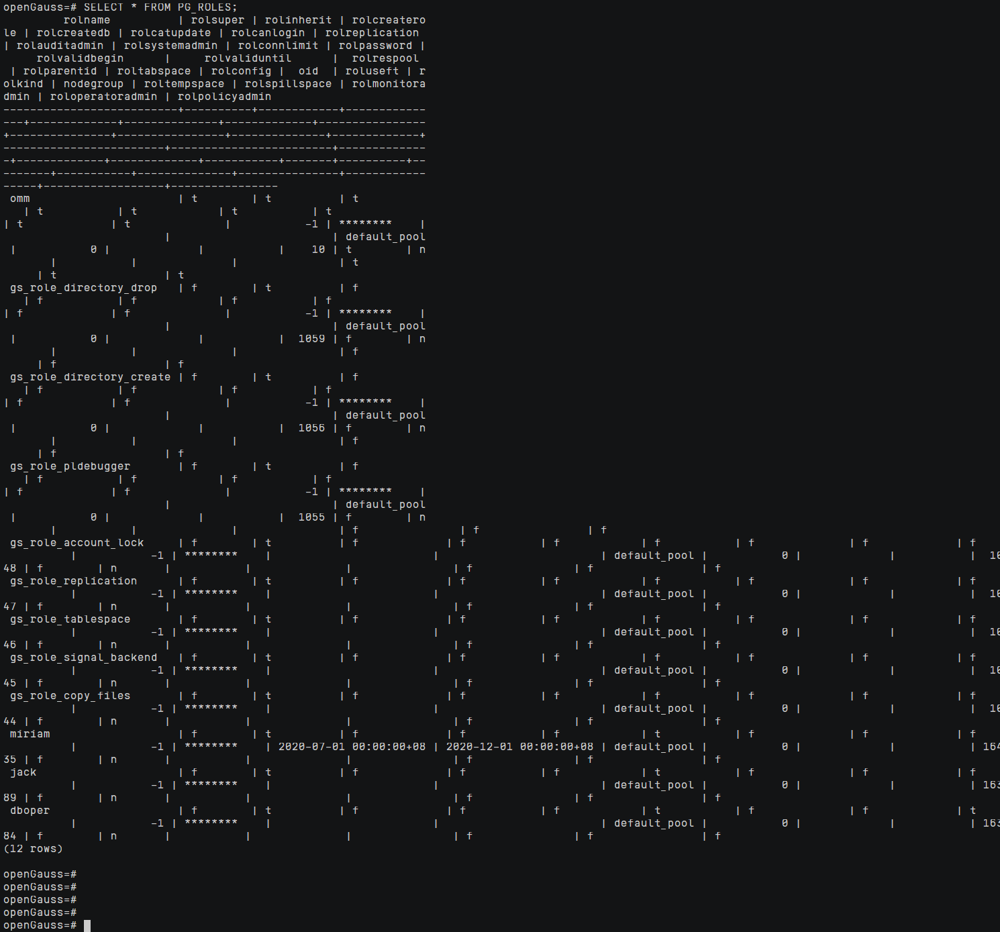 openGauss=# SELECT * FROM PG_ROLES;
         rolname          | rolsuper | rolinherit | rolcreatero
le | rolcreatedb | rolcatupdate | rolcanlogin | rolreplication 
| rolauditadmin | rolsystemadmin | rolconnlimit | rolpassword | 
     rolvalidbegin      |     rolvaliduntil      |  rolrespool 
 | rolparentid | roltabspace | rolconfig |  oid  | roluseft | r
olkind | nodegroup | roltempspace | rolspillspace | rolmonitora
dmin | roloperatoradmin | rolpolicyadmin
--------------------------+----------+------------+------------
---+-------------+--------------+-------------+----------------
+---------------+----------------+--------------+-------------+
------------------------+------------------------+-------------
-+-------------+-------------+-----------+-------+----------+--
-------+-----------+--------------+---------------+------------
-----+------------------+----------------
 omm                      | t        | t          | t
   | t           | t            | t           | t
| t             | t              |           -1 | ********    |
                        |                        | default_pool
 |           0 |             |           |    10 | t        | n
       |           |              |               | t
     | t                | t
 gs_role_directory_drop   | f        | t          | f
   | f           | f            | f           | f
| f             | f              |           -1 | ********    |
                        |                        | default_pool
 |           0 |             |           |  1059 | f        | n
       |           |              |               | f
     | f                | f
 gs_role_directory_create | f        | t          | f
   | f           | f            | f           | f
| f             | f              |           -1 | ********    |
                        |                        | default_pool
 |           0 |             |           |  1056 | f        | n
       |           |              |               | f
     | f                | f
 gs_role_pldebugger       | f        | t          | f
   | f           | f            | f           | f
| f             | f              |           -1 | ********    |
                        |                        | default_pool
 |           0 |             |           |  1055 | f        | n
       |           |              |               | f               | f                | f
 gs_role_account_lock     | f        | t          | f             | f           | f            | f           | f              | f             | f
          |           -1 | ********    |                        |                        | default_pool |           0 |             |           |  10
48 | f        | n       |           |              |               | f               | f                | f
 gs_role_replication      | f        | t          | f             | f           | f            | f           | f              | f             | f
          |           -1 | ********    |                        |                        | default_pool |           0 |             |           |  10
47 | f        | n       |           |              |               | f               | f                | f
 gs_role_tablespace       | f        | t          | f             | f           | f            | f           | f              | f             | f
          |           -1 | ********    |                        |                        | default_pool |           0 |             |           |  10
46 | f        | n       |           |              |               | f               | f                | f
 gs_role_signal_backend   | f        | t          | f             | f           | f            | f           | f              | f             | f
          |           -1 | ********    |                        |                        | default_pool |           0 |             |           |  10
45 | f        | n       |           |              |               | f               | f                | f
 gs_role_copy_files       | f        | t          | f             | f           | f            | f           | f              | f             | f
          |           -1 | ********    |                        |                        | default_pool |           0 |             |           |  10
44 | f        | n       |           |              |               | f               | f                | f
 miriam                   | f        | t          | f             | f           | f            | t           | f              | f             | f
          |           -1 | ********    | 2020-07-01 00:00:00+08 | 2020-12-01 00:00:00+08 | default_pool |           0 |             |           | 164
35 | f        | n       |           |              |               | f               | f                | f
 jack                     | f        | t          | f             | f           | f            | t           | f              | f             | f
          |           -1 | ********    |                        |                        | default_pool |           0 |             |           | 163
89 | f        | n       |           |              |               | f               | f                | f
 dboper                   | f        | t          | f             | f           | f            | t           | f              | f             | t
          |           -1 | ********    |                        |                        | default_pool |           0 |             |           | 163
84 | f        | n       |           |              |               | f               | f                | f
(12 rows)

openGauss=#
openGauss=#
openGauss=#
openGauss=#
openGauss=#